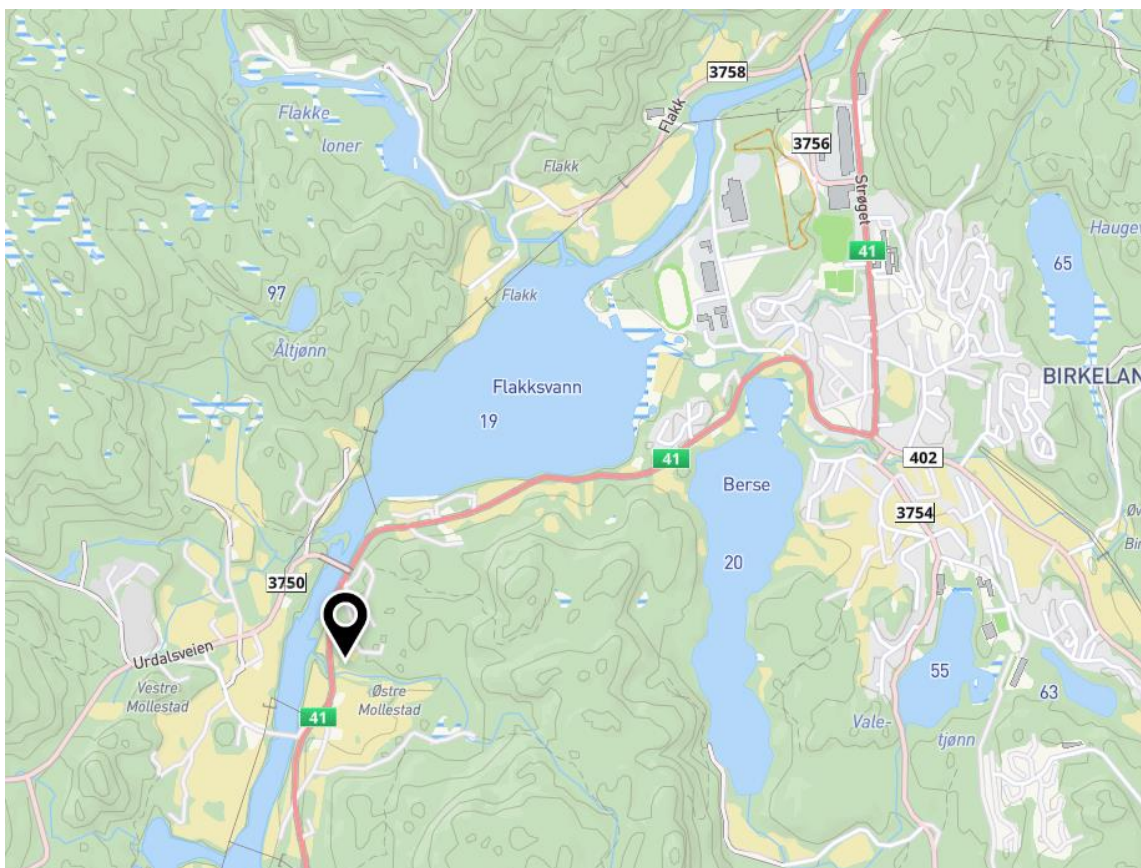 3758
Flakk
Flakke
loner
3756
Strøget
Flakk
41
Haugev
65
97
Flakk
Åltjønn
Flakksvann
BIRKELAN
19
41
402
Berse
3754
Øv
Bir
20
3750
Urdalsveien
55
63
Vestre
Mollestad
Østre
Mollestad
41
Vale-
tjønn